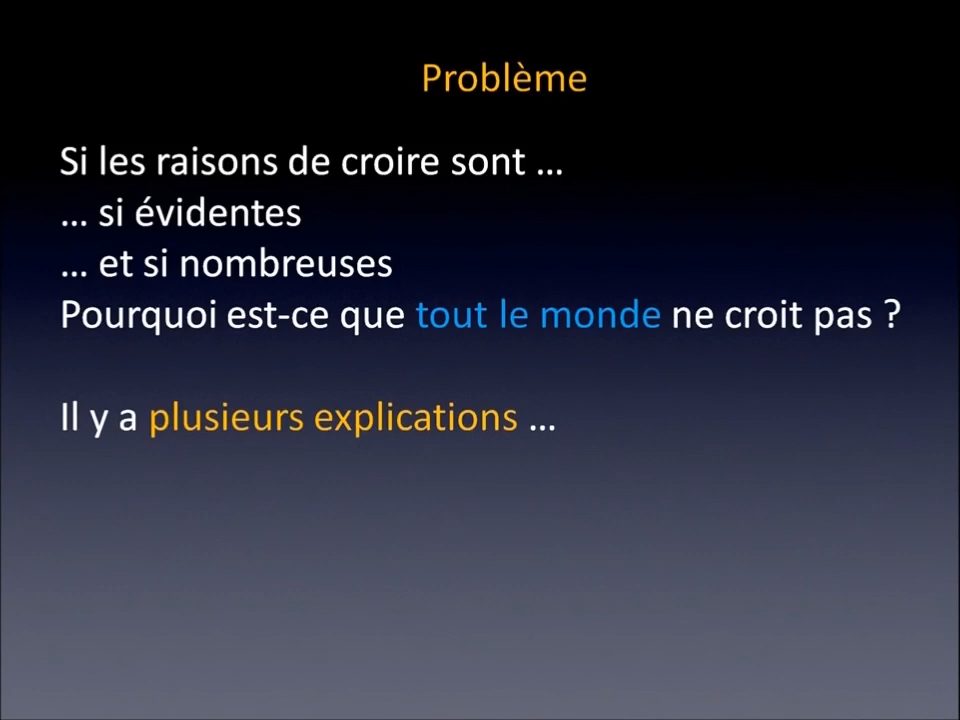 Problème
Si les raisons de croire sont ...
... si évidentes
... et si nombreuses
Pourquoi est-ce que tout le monde ne croit pas ?
Il y a plusieurs explications ...